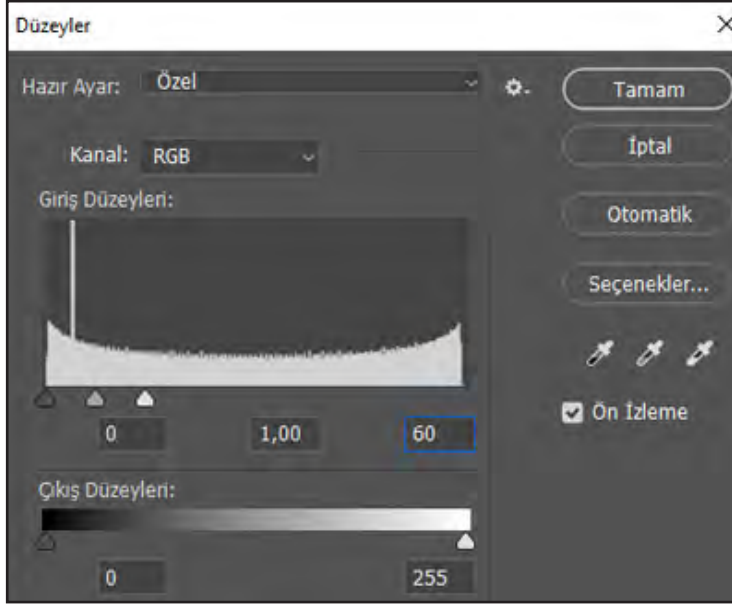 Düzeyler
Hazır Ayar: Özel
Tamam
Kanal: RGB
İptal
Giriş Düzeyleri:
Otomatik
Seçenekler...
Ön İzleme
0 1,00 60
Çıkış Düzeyleri:
0 255